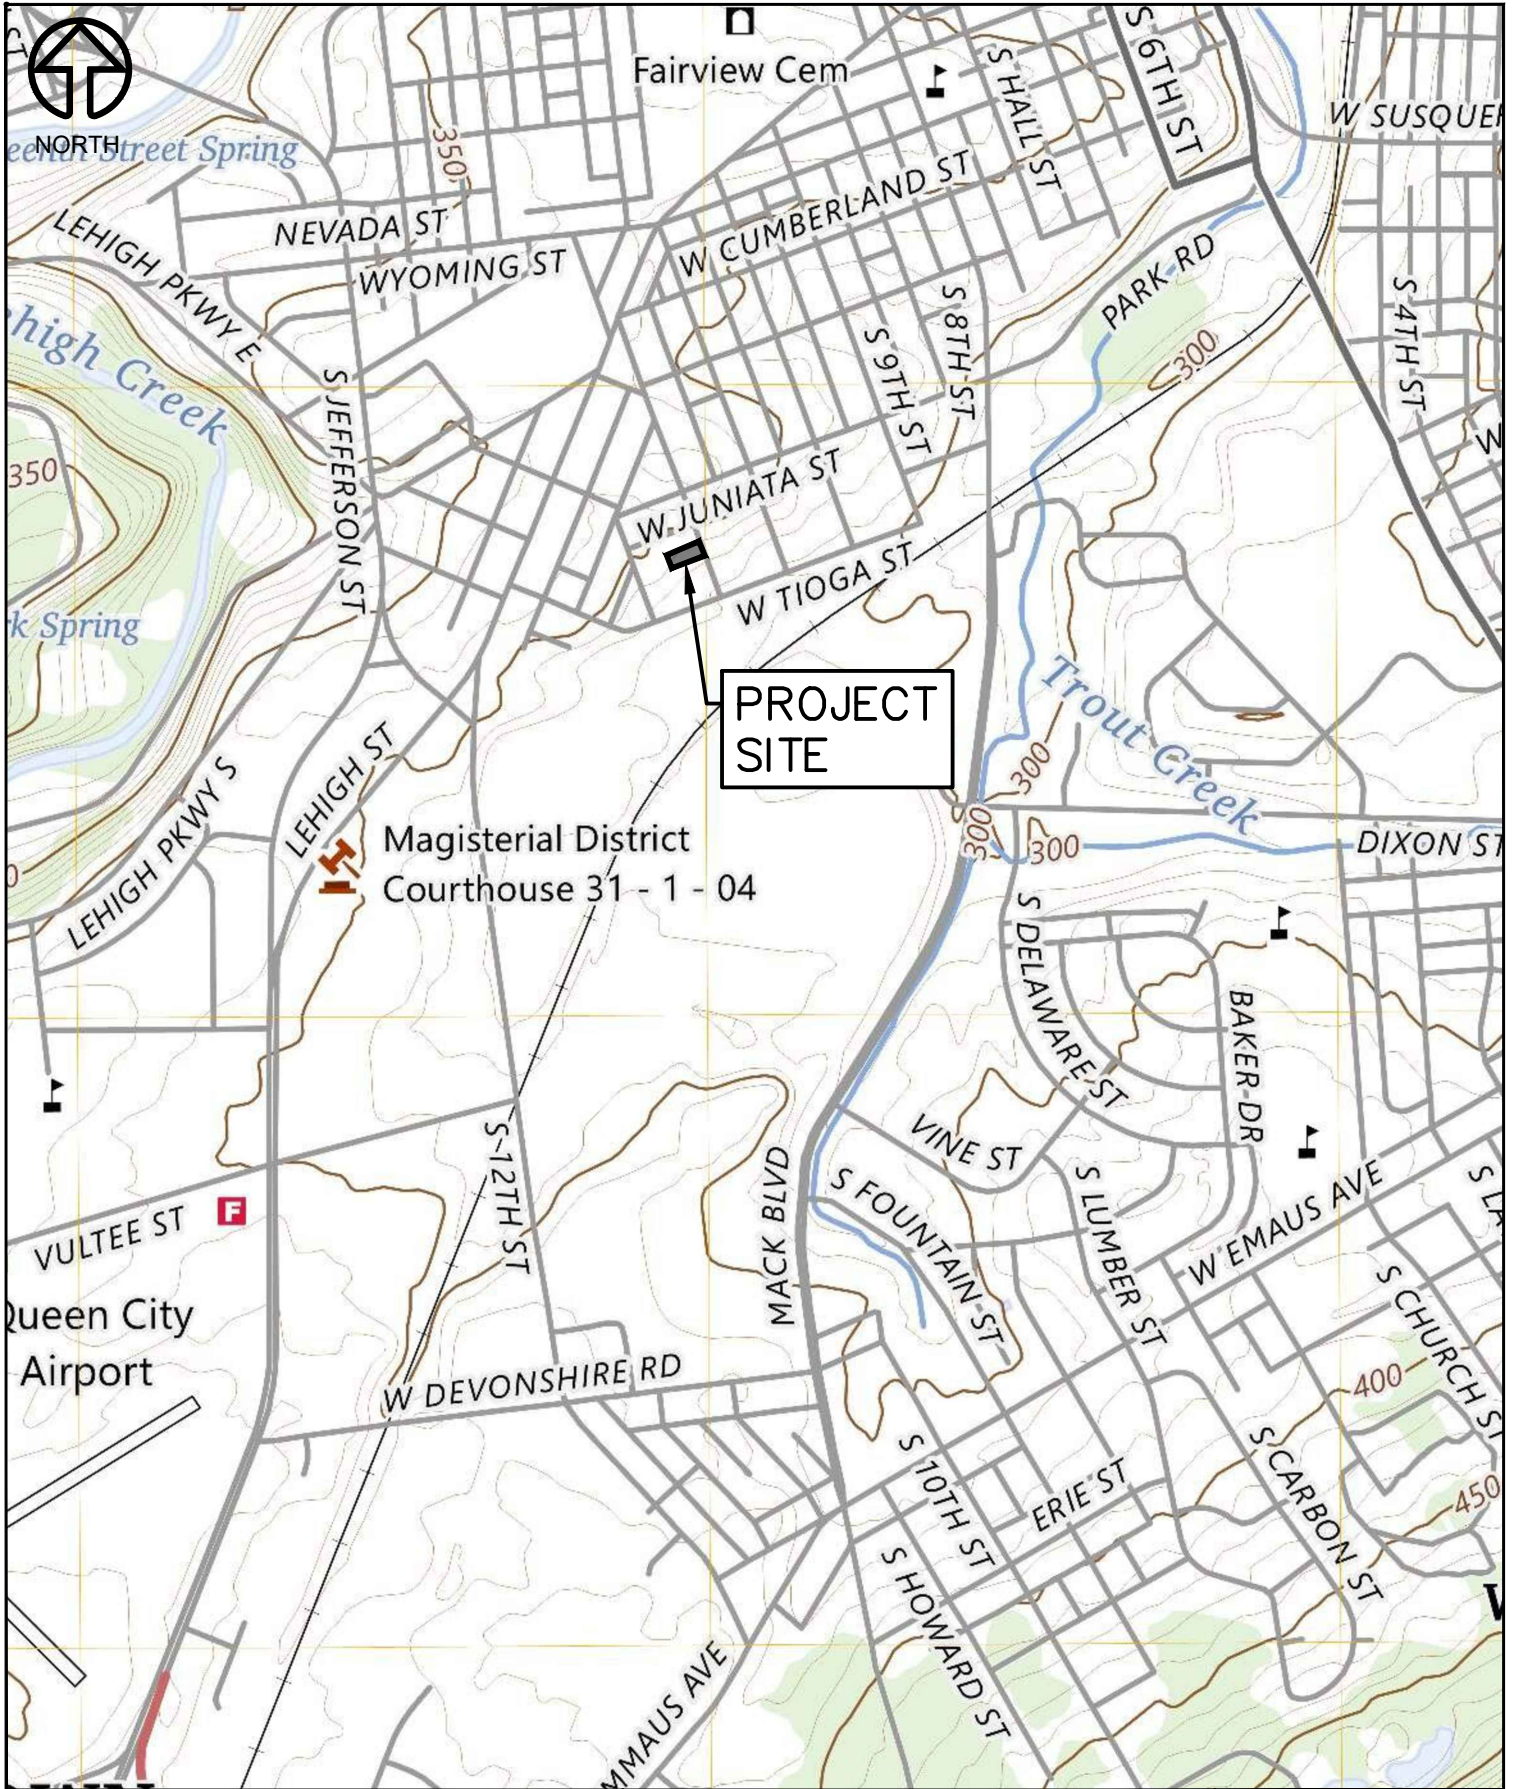 Fairview Cem
S 6TH ST
S HALL ST
W SUSQUEH
NORTH
eenth Street Spring
350
NEVADA ST
W CUMBERLAND ST
LEHIGH PKWY E
WYOMING ST
PARK RD
high Creek
S 8TH ST
S 4TH ST
S 9TH ST
300
S JEFFERSON ST
W
350
W JUNIATA ST
W TIOGA ST
k Spring
PROJECT
SITE
Trout Creek
300
LEHIGH ST
LEHIGH PKWY S
Magisterial District
Courthouse 31 - 1 - 04
300
300
DIXON ST
0
S DELAWARE ST
BAKER DR
VINE ST
S 12TH ST
MACK BLVD
S FOUNTAIN ST
S LUMBER ST
W EMAUS AVE
S LA
F
VULTEE ST
Queen City
Airport
S CHURCH ST
W DEVONSHIRE RD
400
S 10TH ST
ERIE ST
S CARBON ST
450
S HOWARD ST
MMAUS AVE